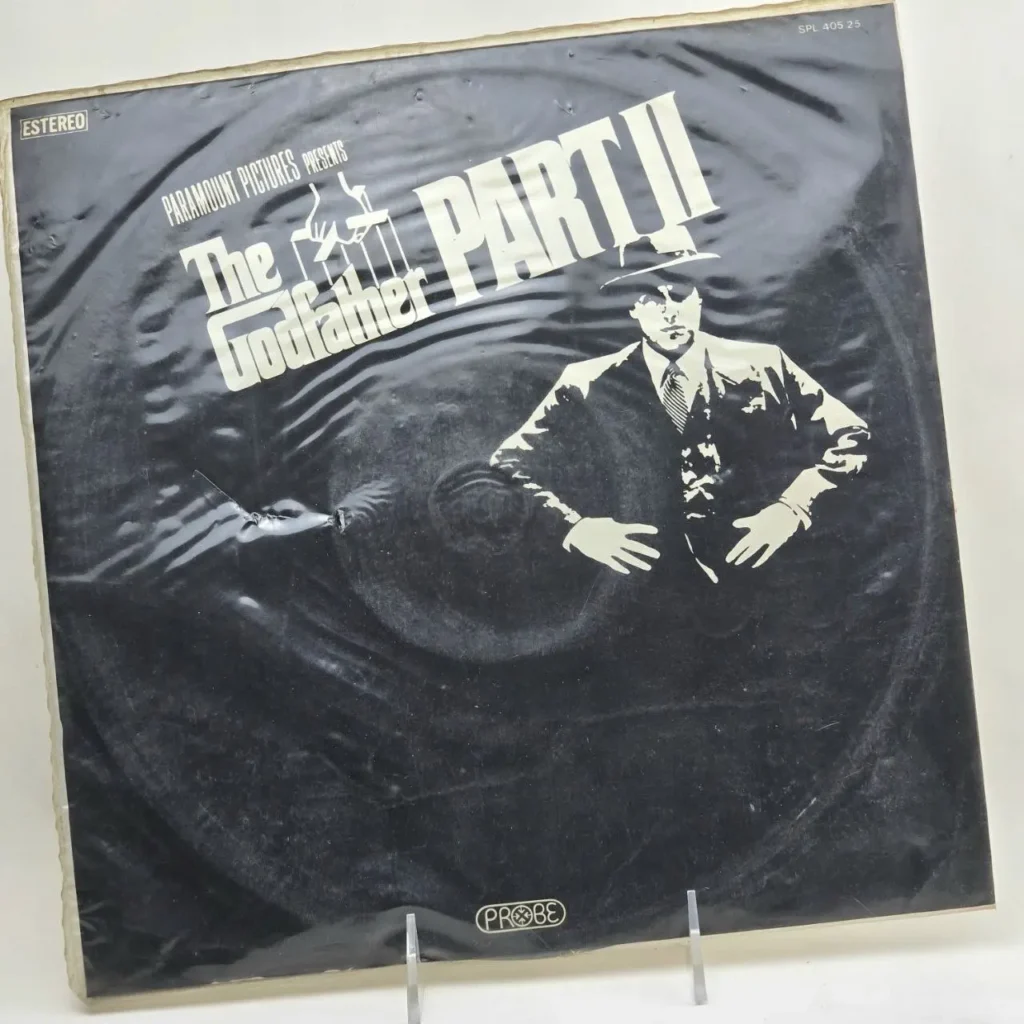 SPL 405 25
ESTEREO
PARAMOUNT PICTURES PRESENTS
The
Godfather PART II
PROBE